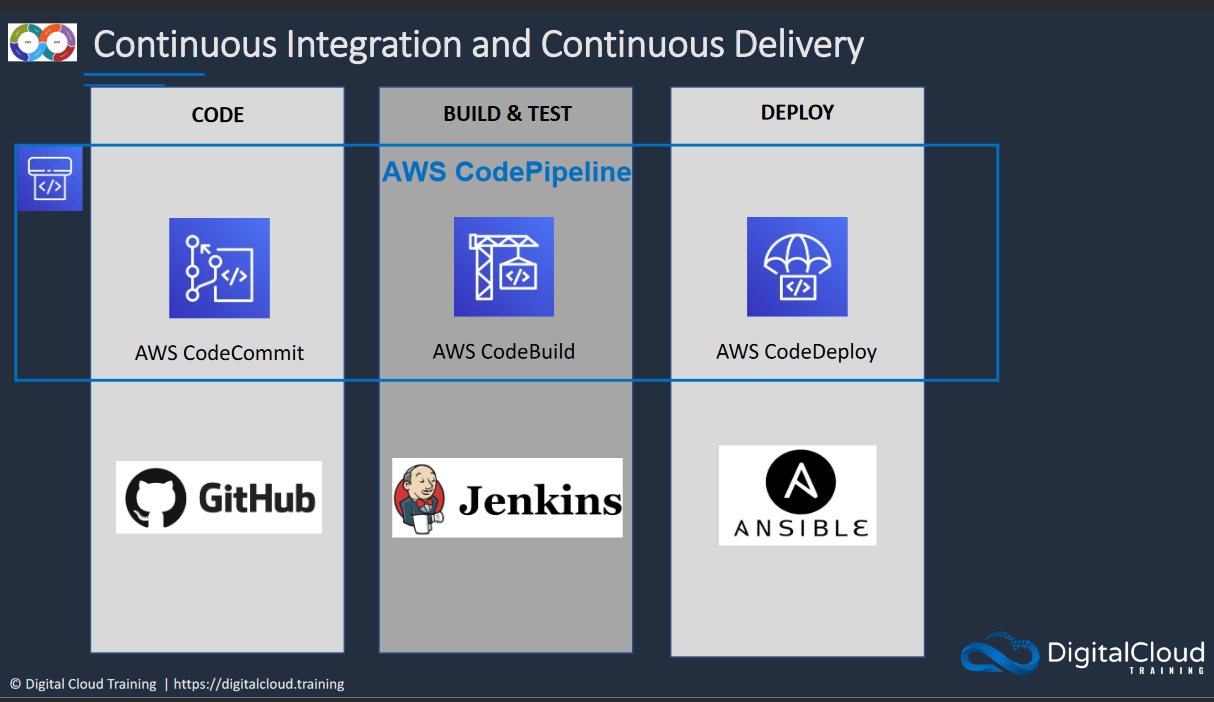 Continuous Integration and Continuous Delivery
CODE
BUILD & TEST
DEPLOY
AWS CodePipeline
</>
</>
</>
</>
AWS CodeCommit
AWS CodeBuild
AWS CodeDeploy
GitHub
Jenkins
ANSIBLE
DigitalCloud
TRAINING
© Digital Cloud Training | https://digitalcloud.training